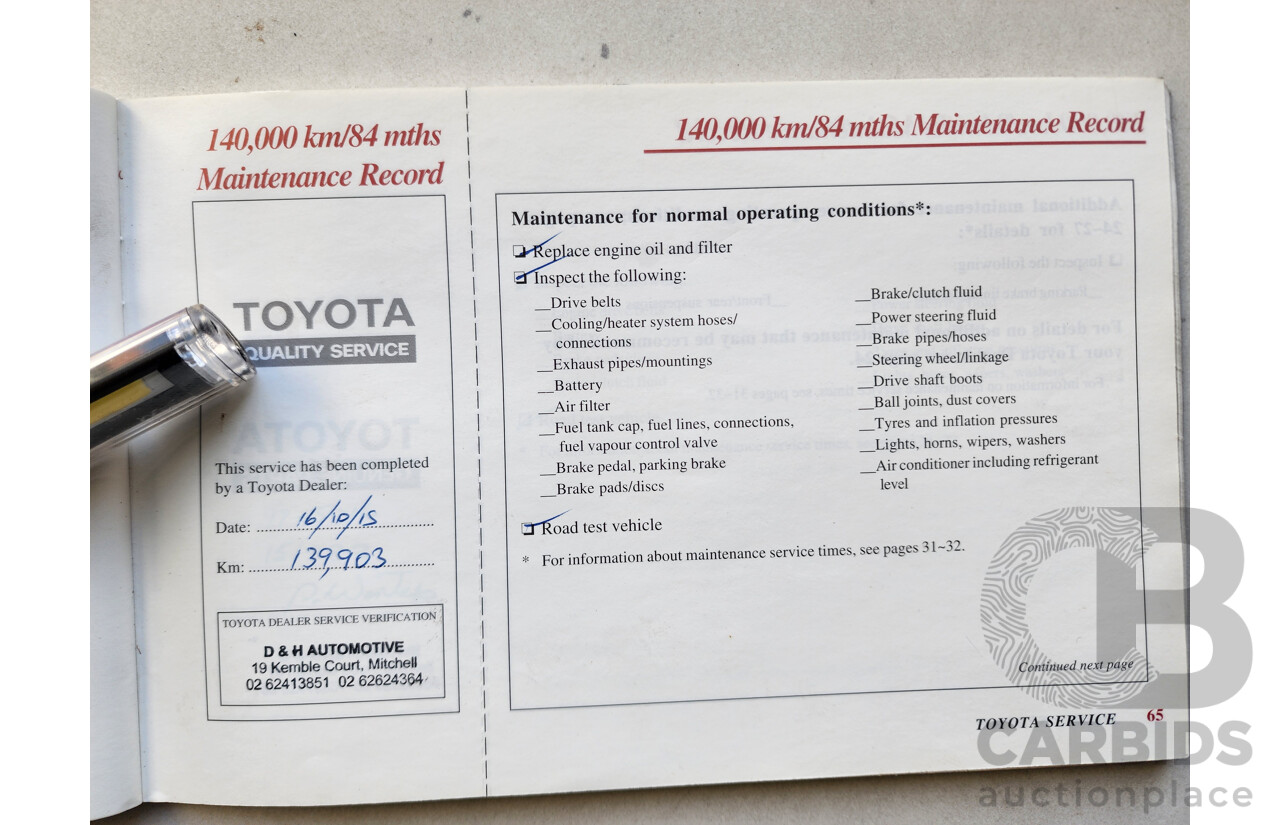 140,000 km/84 mths
Maintenance Record
TOYOTA
QUALITY SERVICE
This service has been completed
by a Toyota Dealer:
Date: 16/10/15
Km: 139,903
TOYOTA DEALER SERVICE VERIFICATION
D & H AUTOMOTIVE
19 Kemble Court, Mitchell
02 62413851 02 62624364
140,000 km/84 mths Maintenance Record
Maintenance for normal operating conditions*:
Replace engine oil and filter
Inspect the following:
__Drive belts
__Cooling/heater system hoses/
connections
__Exhaust pipes/mountings
__Battery
__Air filter
__Fuel tank cap, fuel lines, connections,
fuel vapour control valve
__Brake pedal, parking brake
__Brake pads/discs
__Brake/clutch fluid
__Power steering fluid
__Brake pipes/hoses
__Steering wheel/linkage
__Drive shaft boots
__Ball joints, dust covers
__Tyres and inflation pressures
__Lights, horns, wipers, washers
__Air conditioner including refrigerant
level
Road test vehicle
* For information about maintenance service times, see pages 31~32.
Continued next page
TOYOTA SERVICE 65
CB
CARBIDS
auctionplace